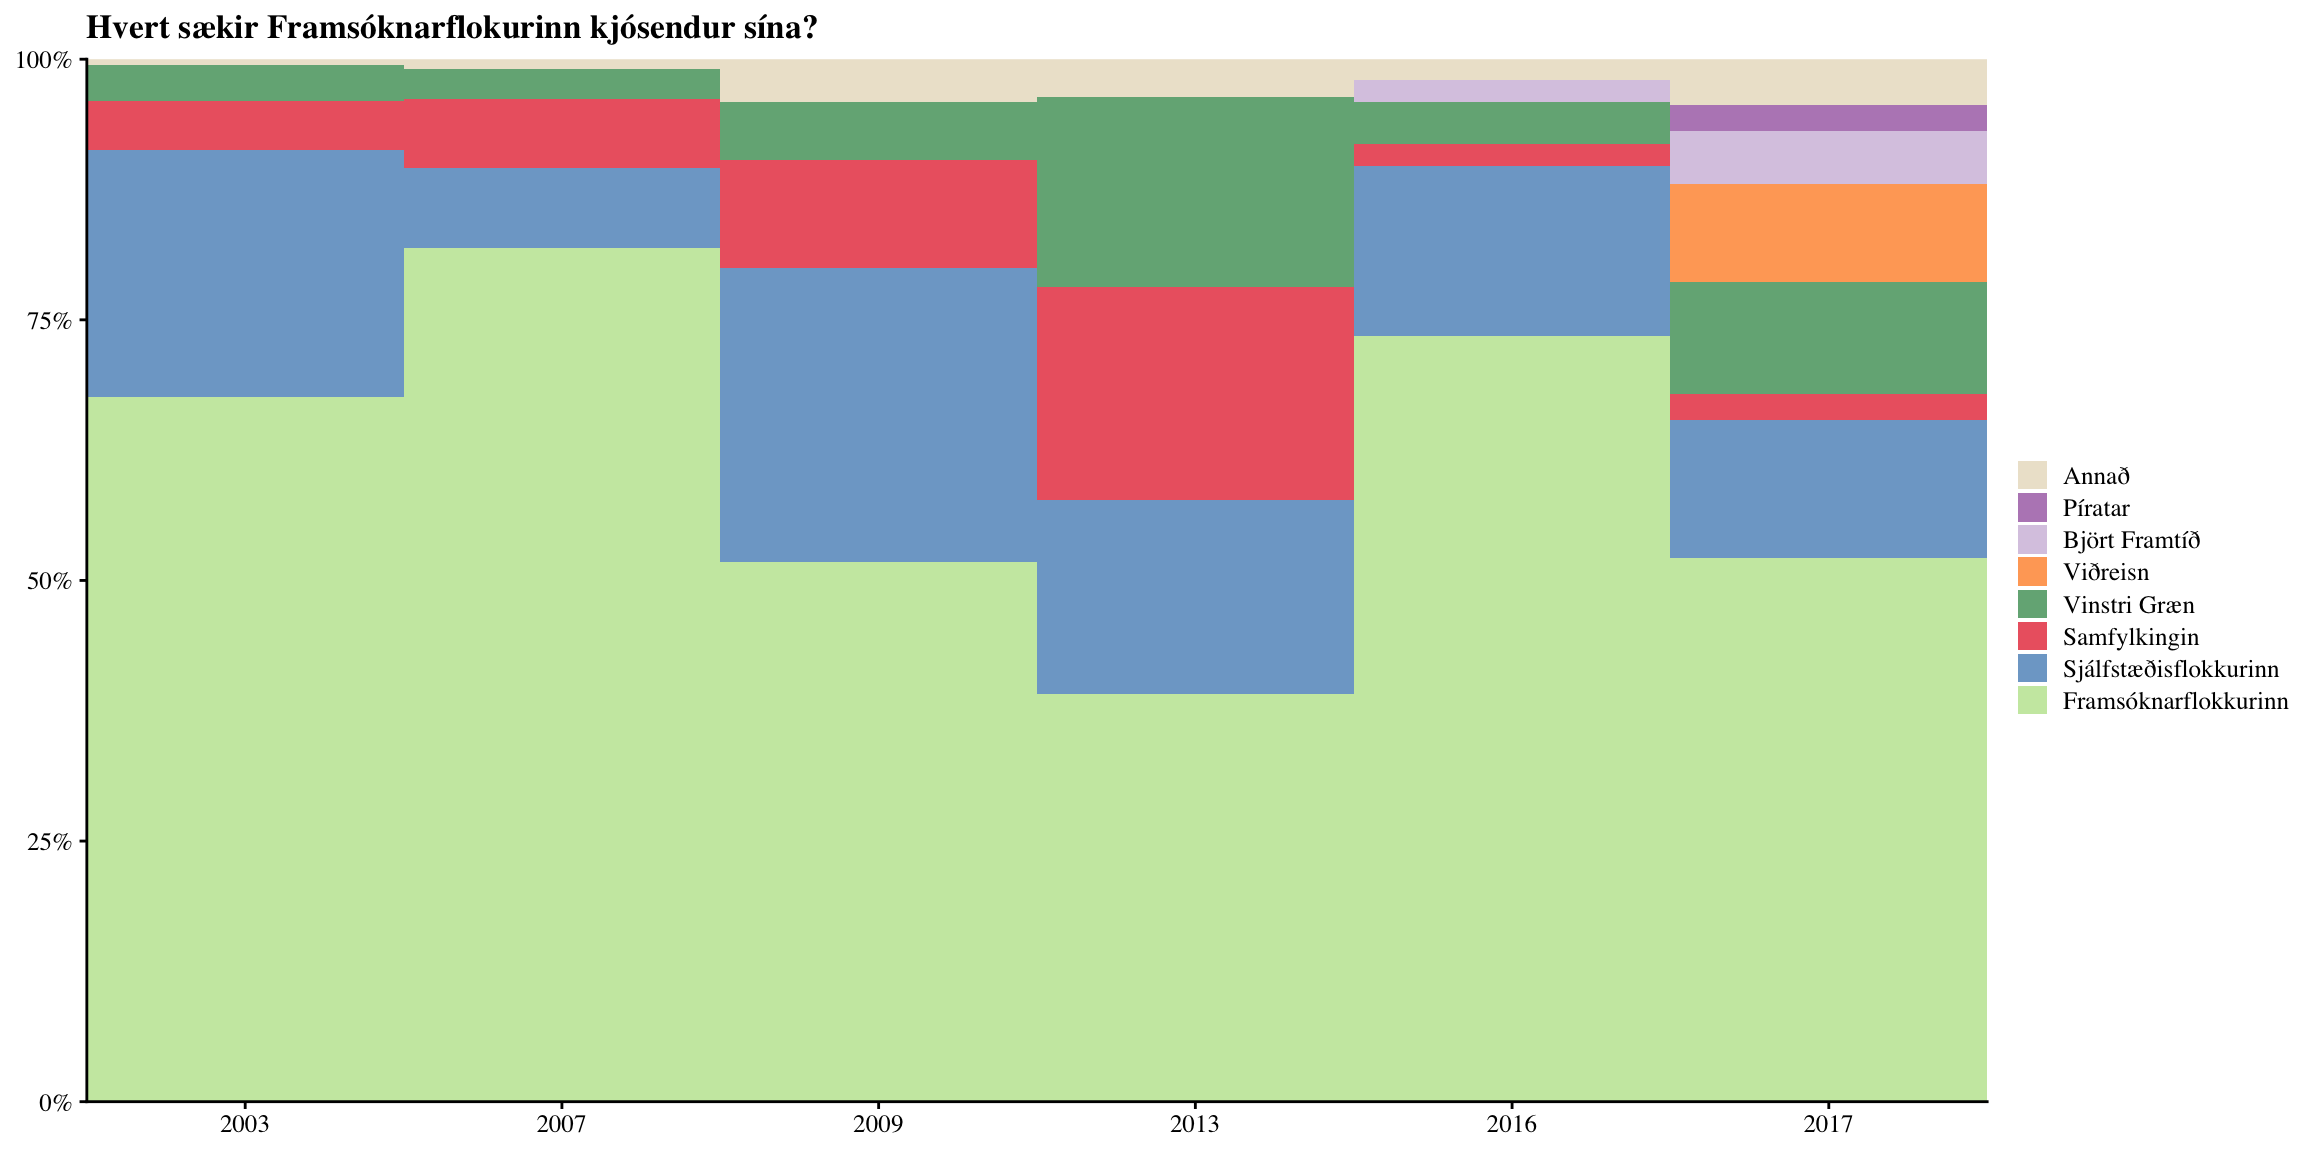 Hvert sækir Framsóknarflokurinn kjósendur sína?
100%
75%
50%
25%
0%
2003 2007 2009 2013 2016 2017
Annað
Píratar
Björt Framtíð
Viðreisn
Vinstri Græn
Samfylkingin
Sjálfstæðisflokkurinn
Framsóknarflokkurinn